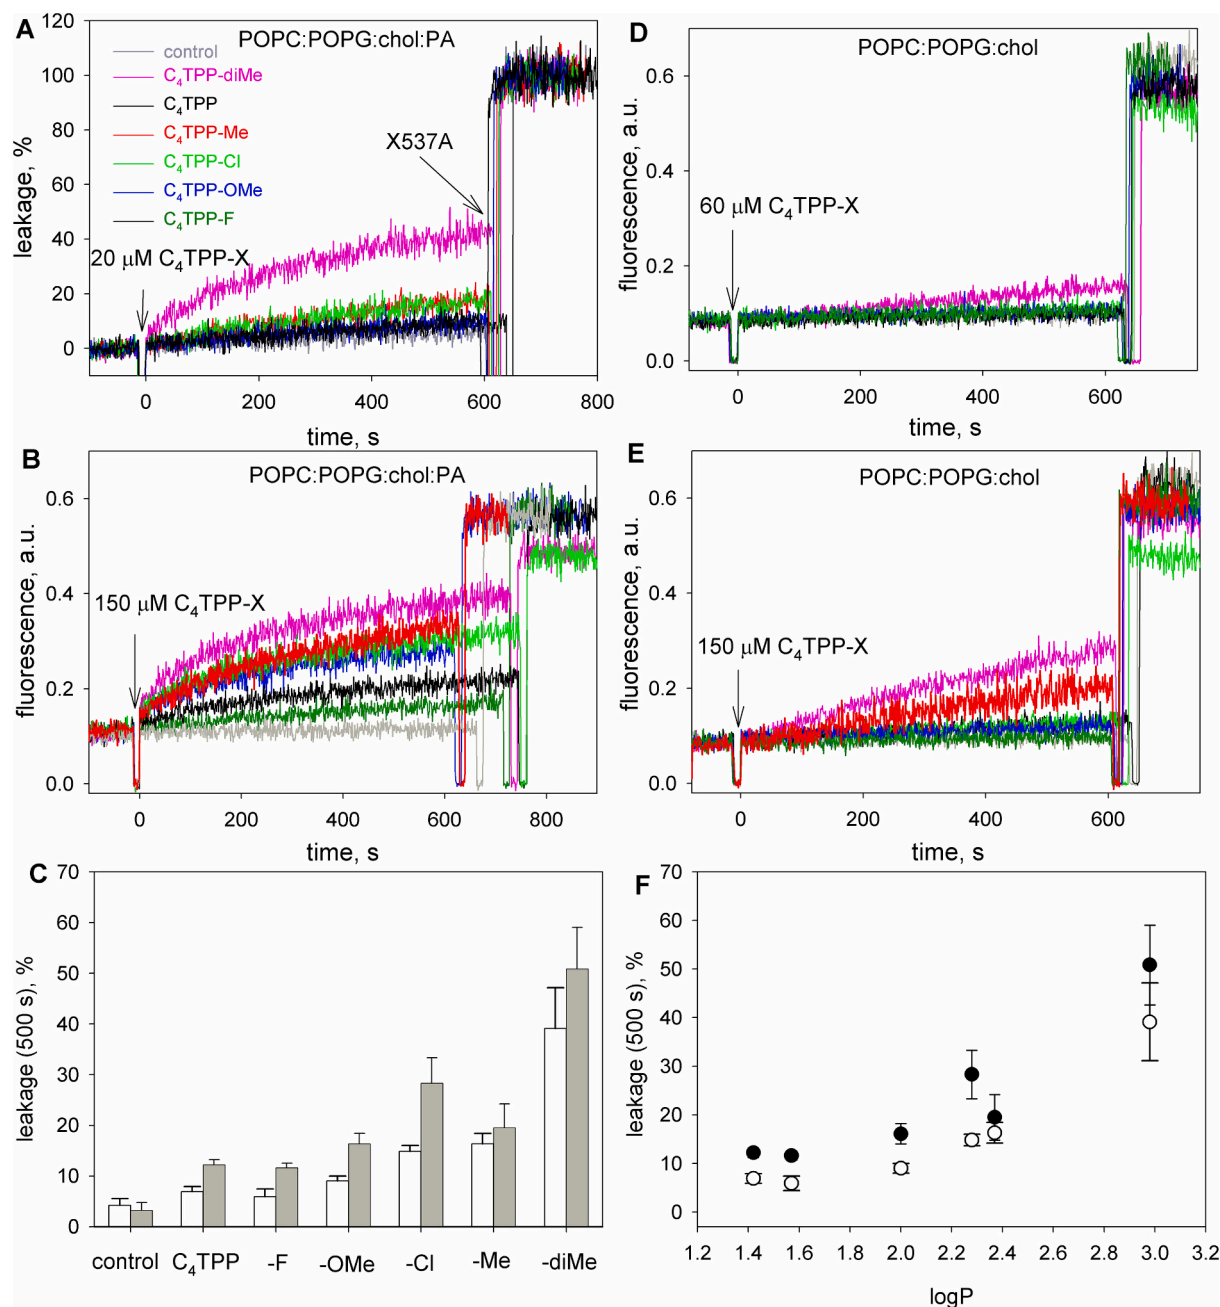 A
POPC:POPG:chol:PA
control
C4TPP-diMe
C4TPP
C4TPP-Me
C4TPP-Cl
C4TPP-OMe
C4TPP-F
X537A
20 μM C4TPP-X
leakage, %
120
100
80
60
40
20
0
0 200 400 600 800
time, s
D
POPC:POPG:chol
60 μM C4TPP-X
fluorescence, a.u.
0.6
0.4
0.2
0.0
0 200 400 600
time, s
B
POPC:POPG:chol:PA
150 μM C4TPP-X
fluorescence, a.u.
0.6
0.4
0.2
0.0
0 200 400 600 800
time, s
E
POPC:POPG:chol
150 μM C4TPP-X
fluorescence, a.u.
0.6
0.4
0.2
0.0
0 200 400 600
time, s
C
leakage (500 s), %
70
60
50
40
30
20
10
0
control C4TPP -F -OMe -Cl -Me -diMe
F
leakage (500 s), %
70
60
50
40
30
20
10
0
1.2 1.4 1.6 1.8 2.0 2.2 2.4 2.6 2.8 3.0 3.2
logP